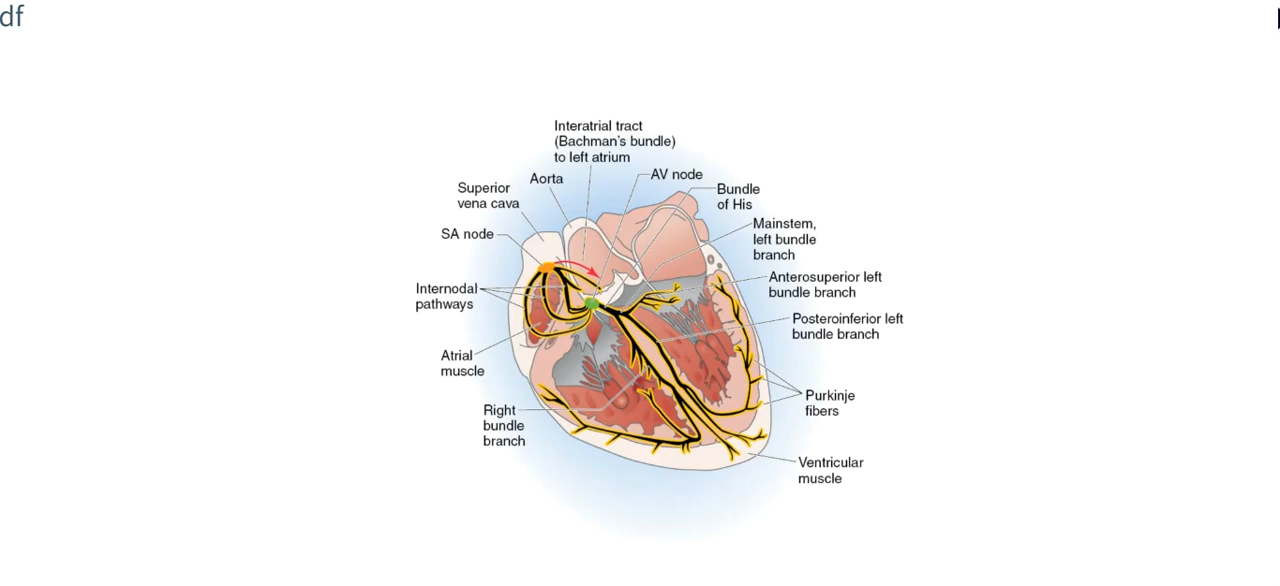 df
Interatrial tract
(Bachman's bundle)
to left atrium
Aorta
AV node
Superior
vena cava
Bundle
of His
SA node
Mainstem,
left bundle
branch
Internodal
pathways
Anterosuperior left
bundle branch
Posteroinferior left
bundle branch
Atrial
muscle
Purkinje
fibers
Right
bundle
branch
Ventricular
muscle